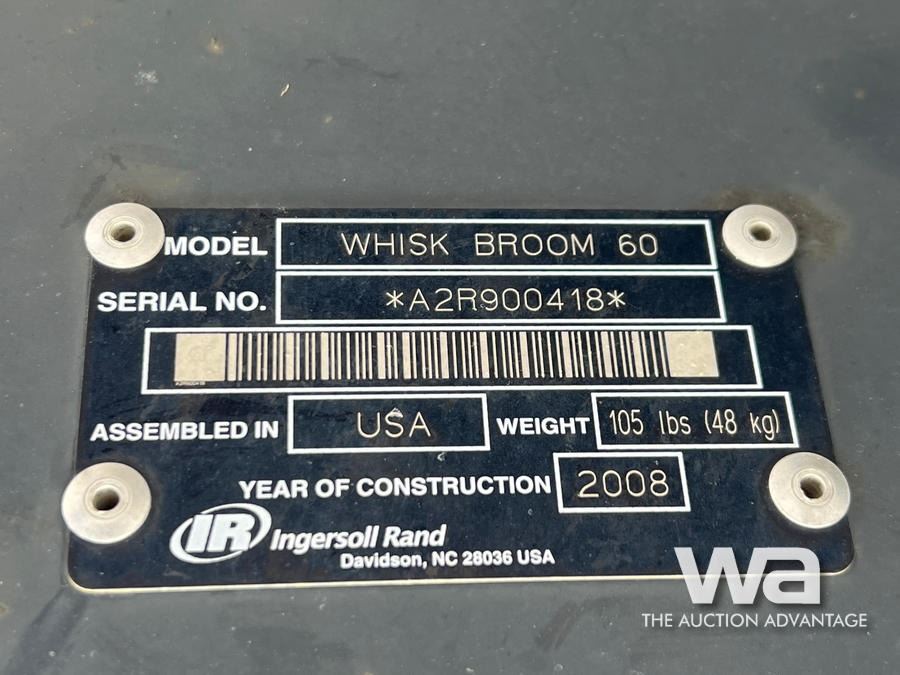 MODEL WHISK BROOM 60
SERIAL NO. *A2R900418*
A2R900418
ASSEMBLED IN USA WEIGHT 105 lbs (48 kg)
YEAR OF CONSTRUCTION 2008
IR Ingersoll Rand
Davidson, NC 28036 USA
wa
THE AUCTION ADVANTAGE